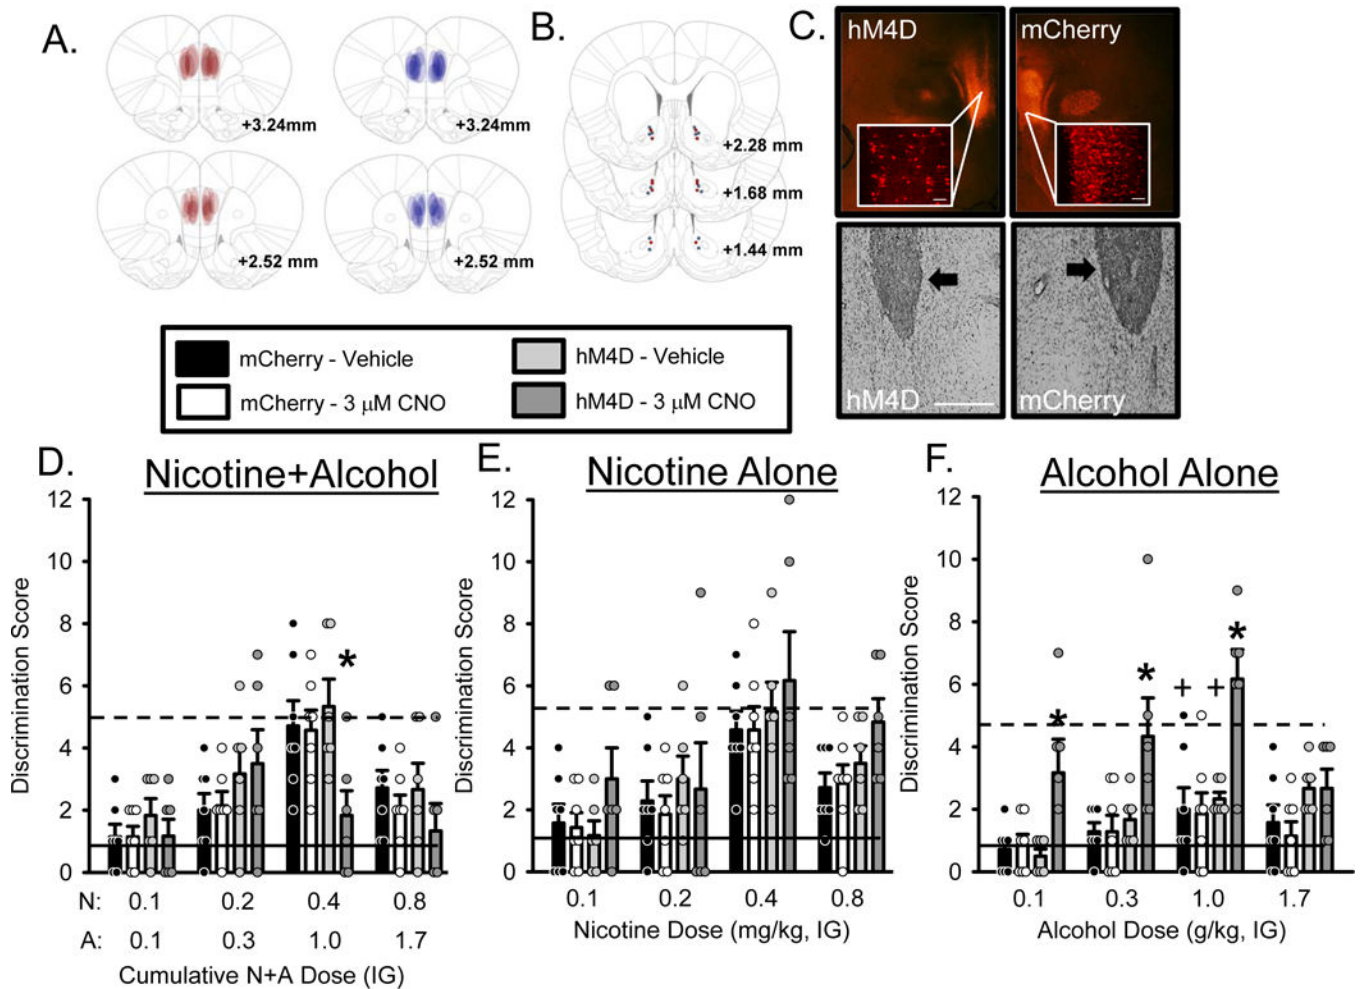 A.
+3.24mm
+3.24mm
+2.52 mm
+2.52 mm
B.
+2.28 mm
+1.68 mm
+1.44 mm
C.
hM4D
mCherry
hM4D
mCherry
mCherry - Vehicle
hM4D - Vehicle
mCherry - 3 μM CNO
hM4D - 3 μM CNO
D.
Nicotine+Alcohol
Discrimination Score
12
10
8
6
4
2
0
*
N: 0.1 0.2 0.4 0.8
A: 0.1 0.3 1.0 1.7
Cumulative N+A Dose (IG)
E.
Nicotine Alone
Discrimination Score
12
10
8
6
4
2
0
0.1 0.2 0.4 0.8
Nicotine Dose (mg/kg, IG)
F.
Alcohol Alone
Discrimination Score
12
10
8
6
4
2
0
* * + + *
0.1 0.3 1.0 1.7
Alcohol Dose (g/kg, IG)